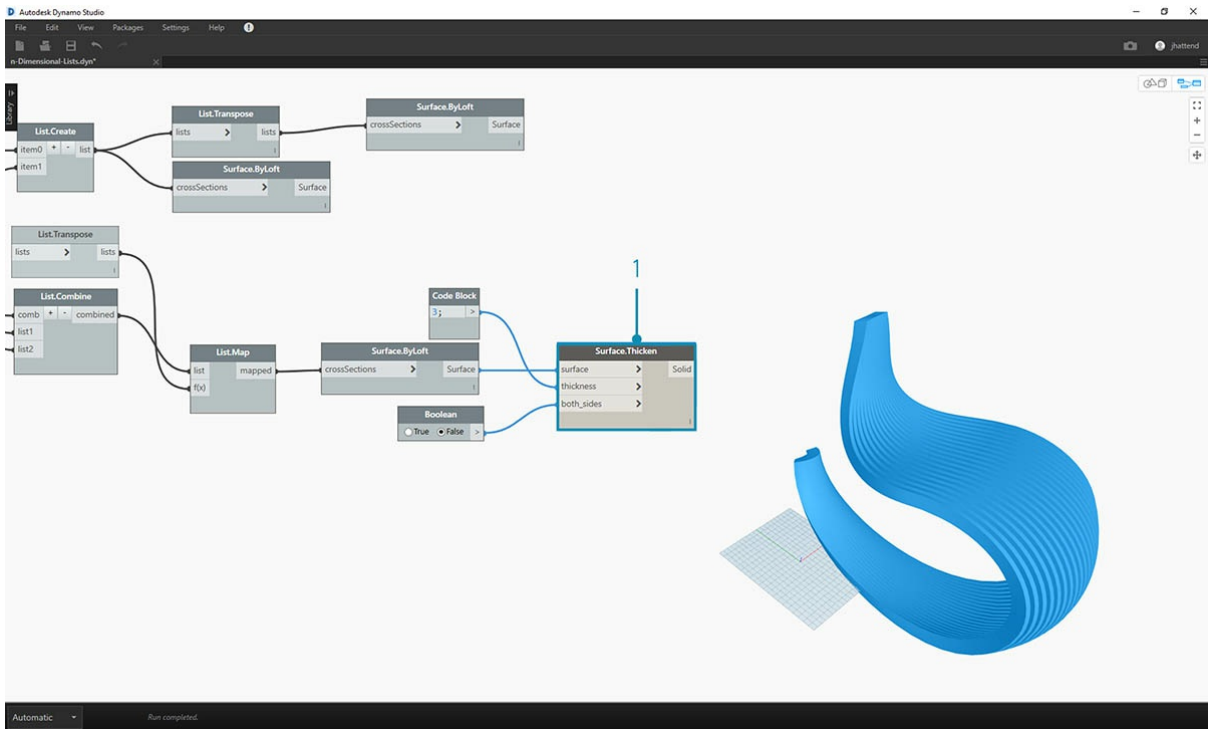 Autodesk Dynamo Studio
File Edit View Packages Settings Help
jhattend
n-Dimensional-Lists.dyn*
Library
List.Create
item0 + - list
item1
List.Transpose
lists > lists
Surface.ByLoft
crossSections > Surface
Surface.ByLoft
crossSections > Surface
List.Transpose
lists > lists
List.Combine
comb + - combined
list1
list2
List.Map
list mapped
f(x)
Surface.ByLoft
crossSections > Surface
Code Block
3; >
Boolean
True False >
1
Surface.Thicken
surface > Solid
thickness >
both_sides >
Automatic
Run completed.